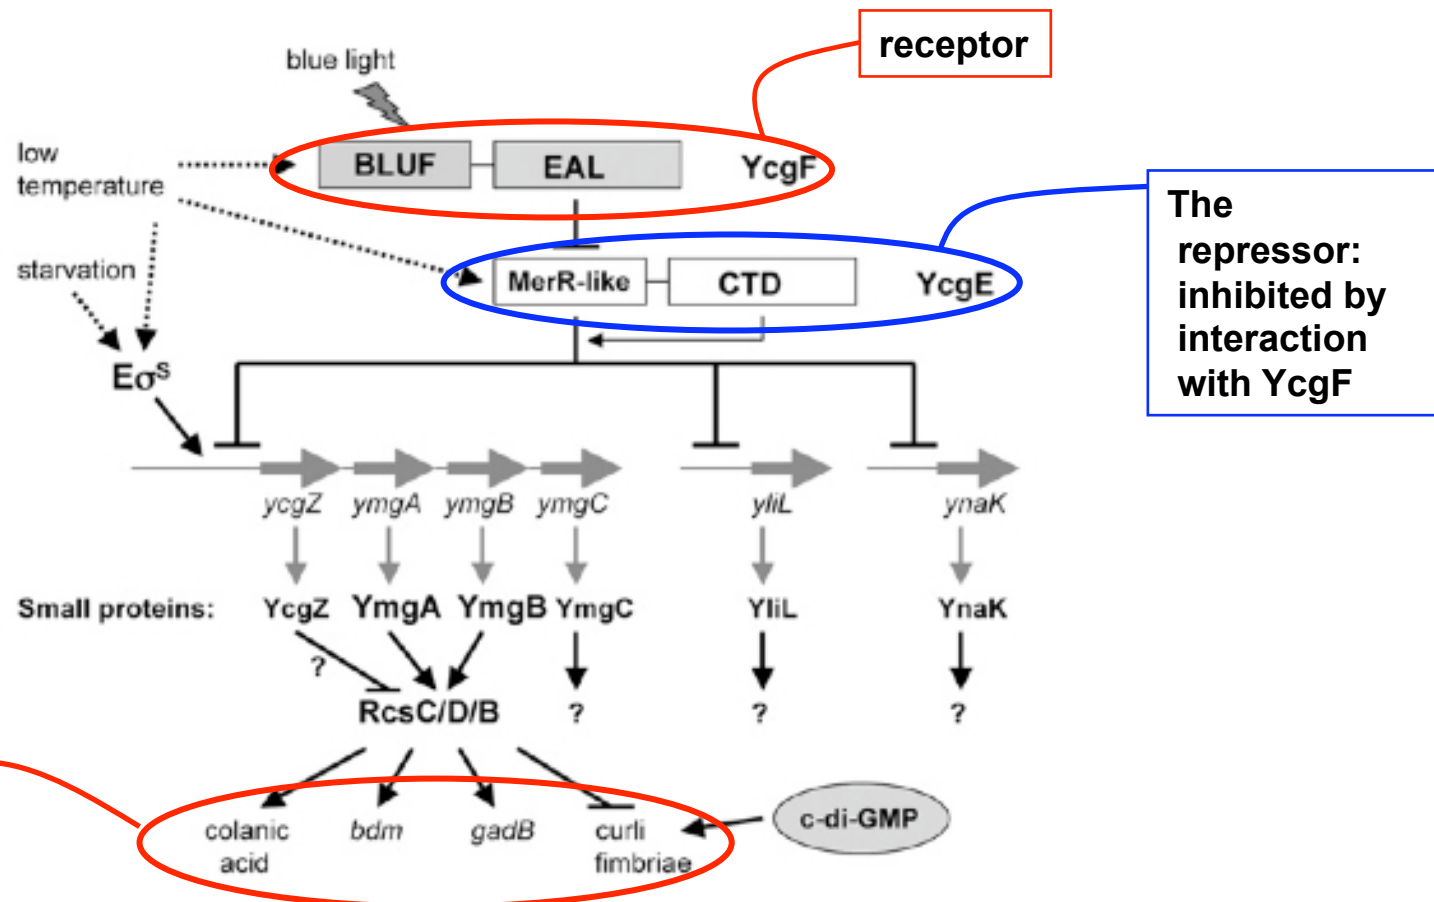 receptor
blue light
low
temperature
BLUF
EAL
YcgF
The
repressor:
inhibited by
interaction
with YcgF
starvation
MerR-like
CTD
YcgE
Eσˢ
ycgZ ymgA ymgB ymgC yliL ynaK
Small proteins: YcgZ YmgA YmgB YmgC YliL YnaK
?
RcsC/D/B ? ? ?
colanic
acid
bdm
gadB
curli
fimbriae
c-di-GMP